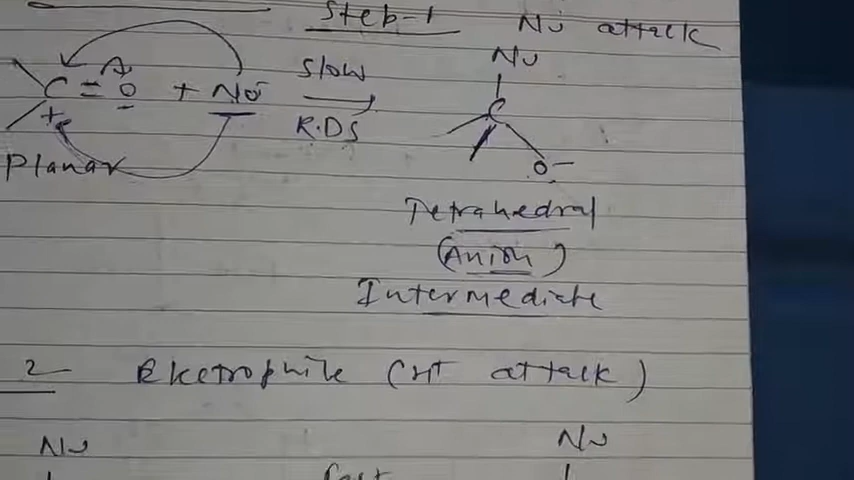 Step-1 Nu attack
Nu
C = O + Nu⁻ Slow
R.D.S
C
Planar
O⁻
Tetrahedral
(Anion)
Intermediate
2 Electrophile (H+ attack)
Nu Nu
fast